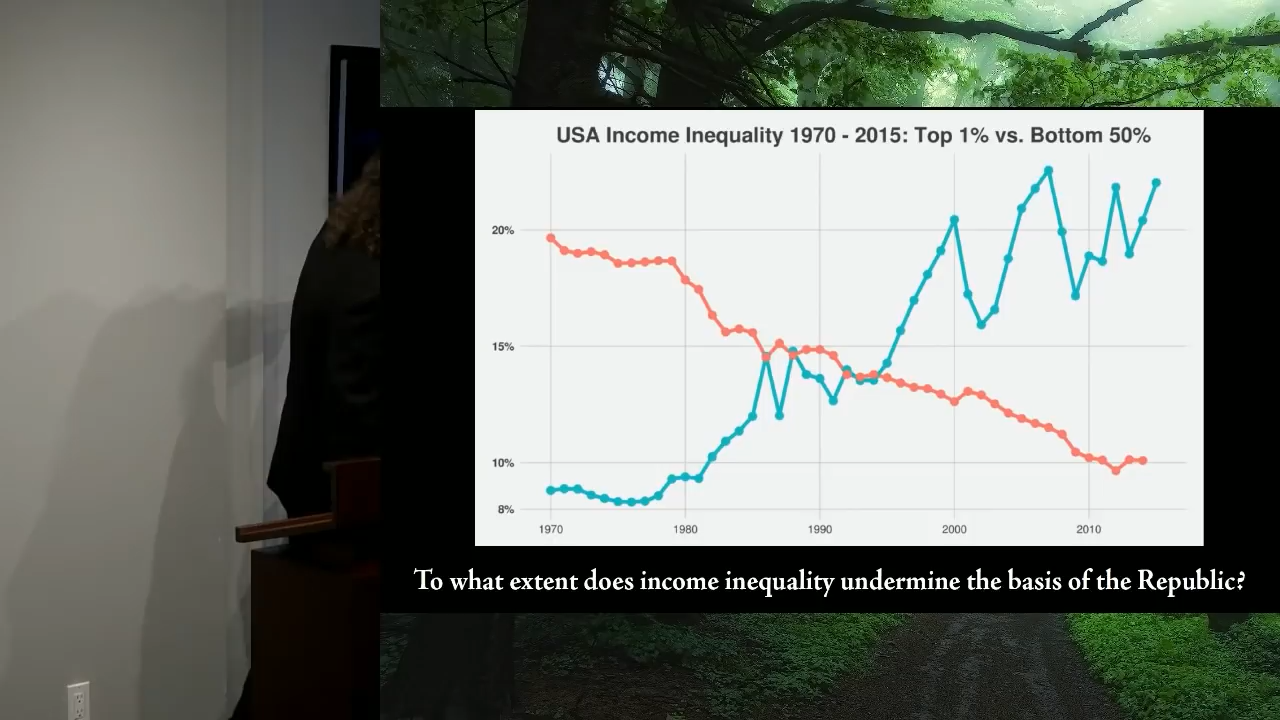 USA Income Inequality 1970 - 2015: Top 1% vs. Bottom 50%
20%
15%
10%
8%
1970 1980 1990 2000 2010
To what extent does income inequality undermine the basis of the Republic?